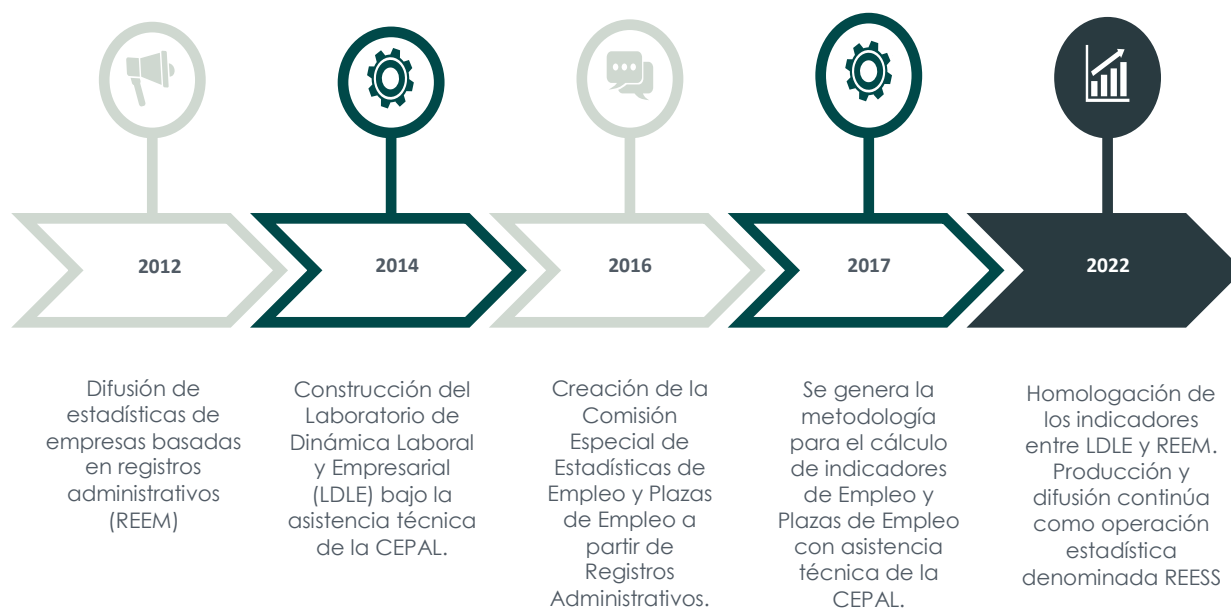 2012
2014
2016
2017
2022
Difusión de
estadísticas de
empresas basadas
en registros
administrativos
(REEM)
Construcción del
Laboratorio de
Dinámica Laboral
y Empresarial
(LDLE) bajo la
asistencia técnica
de la CEPAL.
Creación de la
Comisión
Especial de
Estadísticas de
Empleo y Plazas
de Empleo a
partir de
Registros
Administrativos.
Se genera la
metodología
para el cálculo
de indicadores
de Empleo y
Plazas de Empleo
con asistencia
técnica de la
CEPAL.
Homologación de
los indicadores
entre LDLE y REEM.
Producción y
difusión continúa
como operación
estadística
denominada REESS